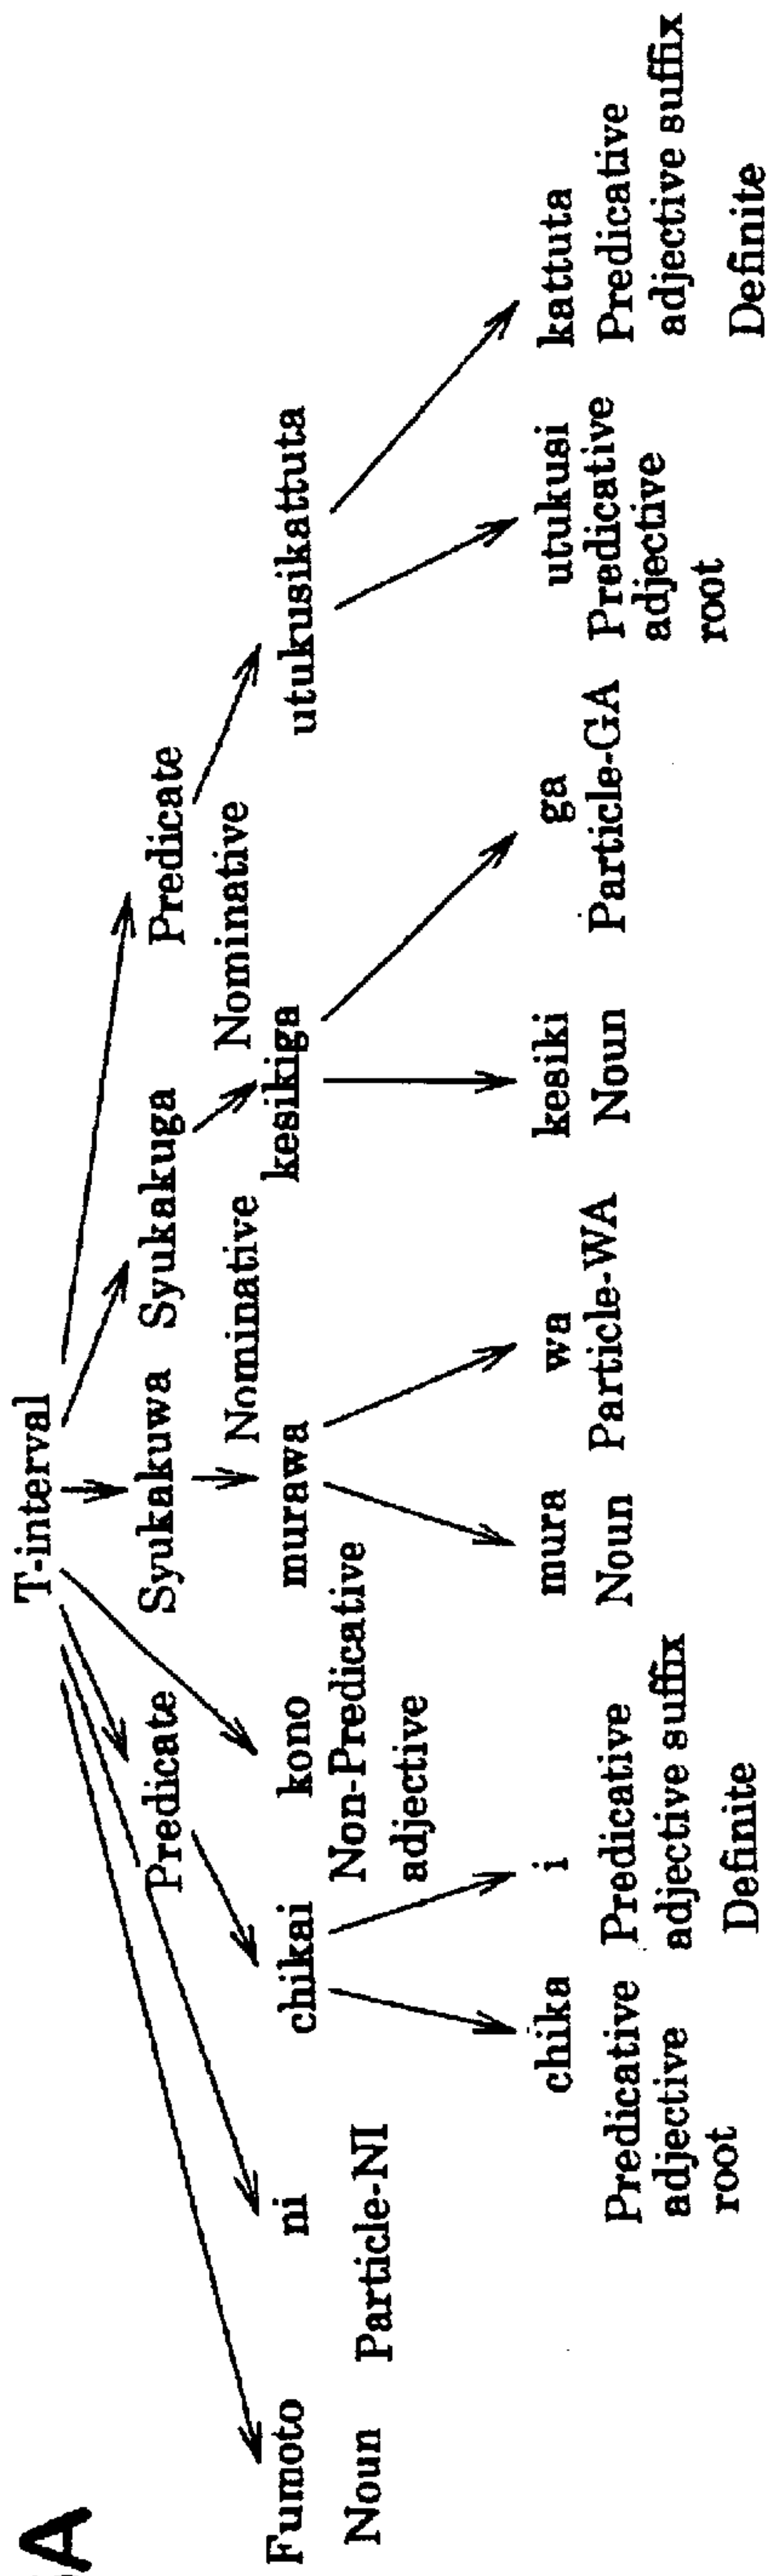 A
T-interval
Predicate Syukakuwa Syukakuga Predicate
Nominative Nominative
Fumoto ni chikai kono murawa kesikiga utukusikattuta
Noun Particle-NI Non-Predicative
adjective
chika i mura wa kesiki ga utukusi kattuta
Predicative Predicative Noun Particle-WA Noun Particle-GA Predicative Predicative
adjective adjective suffix adjective adjective suffix
root Definite root Definite